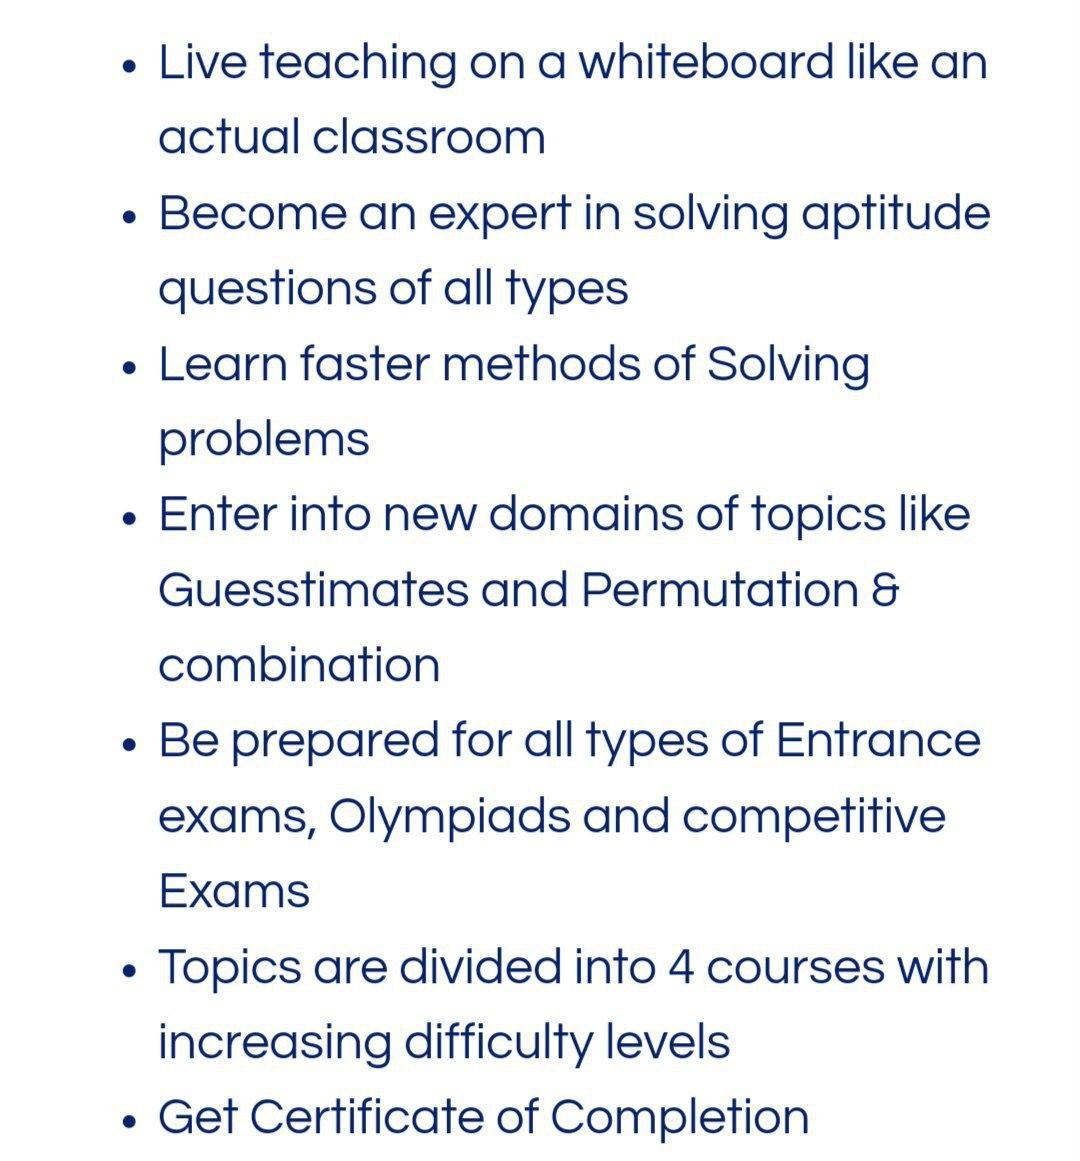 • Live teaching on a whiteboard like an
actual classroom
• Become an expert in solving aptitude
questions of all types
• Learn faster methods of Solving
problems
• Enter into new domains of topics like
Guesstimates and Permutation &
combination
• Be prepared for all types of Entrance
exams, Olympiads and competitive
Exams
• Topics are divided into 4 courses with
increasing difficulty levels
• Get Certificate of Completion